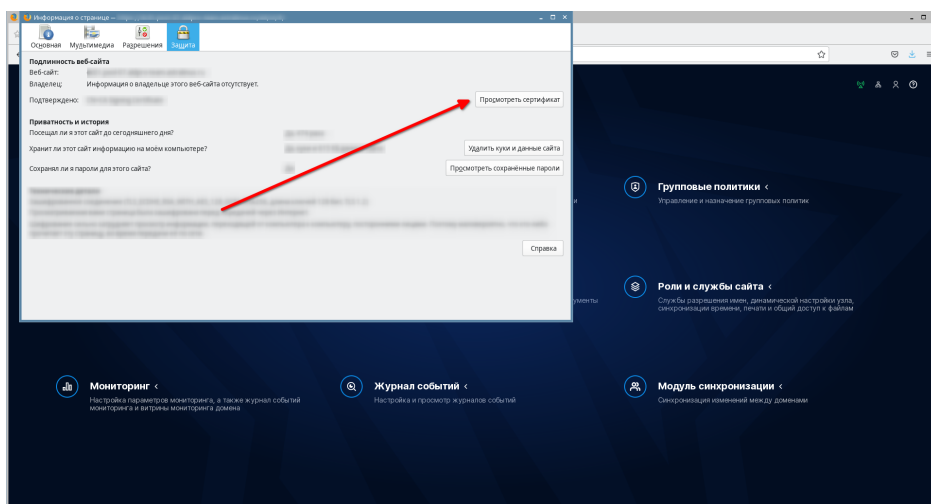 Информация о странице —
Основная Мультимедиа Разрешения Защита
Подлинность веб-сайта
Веб-сайт:
Владелец: Информация о владельце этого веб-сайта отсутствует.
Подтверждено:
Просмотреть сертификат
Приватность и история
Посещал ли я этот сайт до сегодняшнего дня?
Хранит ли этот сайт информацию на моём компьютере?
Удалить куки и данные сайта
Сохранял ли я пароли для этого сайта?
Просмотреть сохранённые пароли
Справка
Групповые политики ‹
Управление и назначение групповых политик
и
Роли и службы сайта ‹
Службы разрешения имен, динамической настройки узла,
синхронизации времени, печати и общий доступ к файлам
ументы
Мониторинг ‹
Настройка параметров мониторинга, а также журнал событий
мониторинга и витрины мониторинга домена
Журнал событий ‹
Настройка и просмотр журналов событий
Модуль синхронизации ‹
Синхронизация изменений между доменами